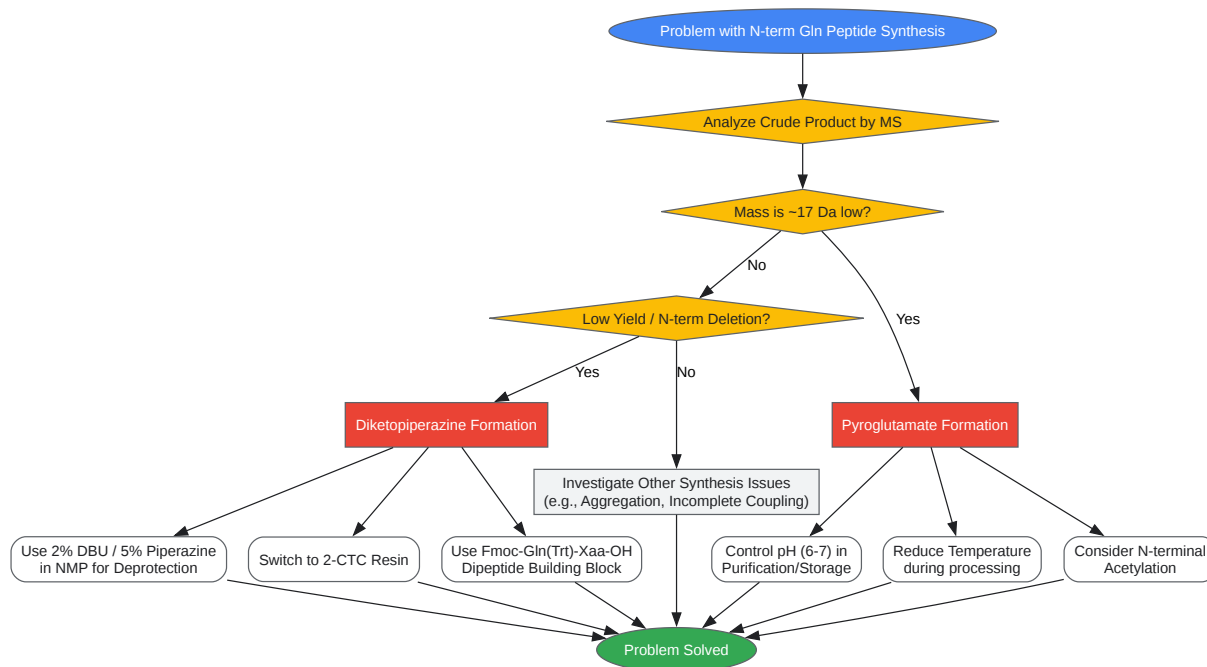 Problem with N-term Gln Peptide Synthesis
Analyze Crude Product by MS
Mass is ~17 Da low?
No
Low Yield / N-term Deletion?
Yes
Yes
No
Diketopiperazine Formation
Pyroglutamate Formation
Investigate Other Synthesis Issues
(e.g., Aggregation, Incomplete Coupling)
Use 2% DBU / 5% Piperazine
in NMP for Deprotection
Switch to 2-CTC Resin
Use Fmoc-Gln(Trt)-Xaa-OH
Dipeptide Building Block
Control pH (6-7) in
Purification/Storage
Reduce Temperature
during processing
Consider N-terminal
Acetylation
Problem Solved